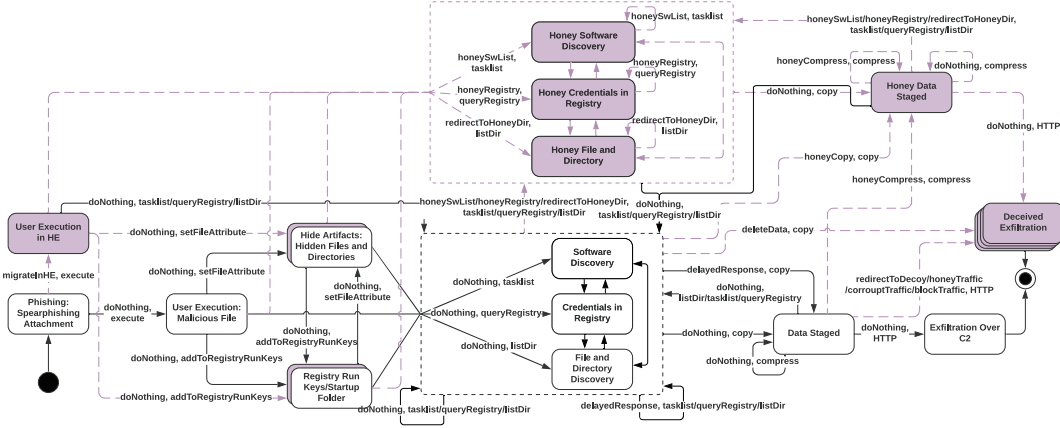 honeySwList, tasklist
honeySwList/honeyRegistry/redirectToHoneyDir,
tasklist/queryRegistry/listDir
Honey Software
Discovery
honeySwList,
tasklist
honeyRegistry,
queryRegistry
honeyCompress, compress
doNothing, compress
Honey Data
Staged
honeyRegistry,
queryRegistry
Honey Credentials in
Registry
doNothing, copy
redirectToHoneyDir,
listDir
redirectToHoneyDir,
listDir
doNothing, HTTP
Honey File and
Directory
honeyCopy, copy
honeyCompress, compress
doNothing, tasklist/queryRegistry/listDir
honeySwList/honeyRegistry/redirectToHoneyDir,
tasklist/queryRegistry/listDir
doNothing,
tasklist/queryRegistry/listDir
User Execution
in HE
doNothing, setFileAttribute
Hide Artifacts:
Hidden Files and
Directories
deleteData, copy
Deceived
Exfiltration
migrateInHE, execute
doNothing, setFileAttribute
Software
Discovery
delayedResponse, copy
doNothing, tasklist
doNothing,
setFileAttribute
doNothing,
listDir/tasklist/queryRegistry
redirectToDecoy/honeyTraffic
/corrouptTraffic/blockTraffic, HTTP
Phishing:
Spearphishing
Attachment
doNothing,
execute
User Execution:
Malicious File
doNothing, queryRegistry
Credentials in
Registry
doNothing,
addToRegistryRunKeys
doNothing, copy
Data Staged
doNothing,
HTTP
Exfiltration Over
C2
doNothing, listDir
doNothing, addToRegistryRunKeys
File and
Directory
Discovery
doNothing, compress
Registry Run
Keys/Startup
Folder
doNothing, addToRegistryRunKeys
doNothing, tasklist/queryRegistry/listDir
delayedResponse, tasklist/queryRegistry/listDir